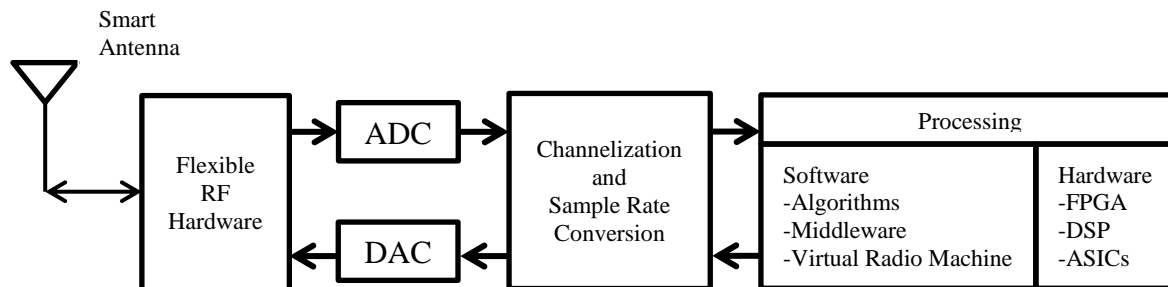 Smart
Antenna
Flexible
RF
Hardware
ADC
DAC
Channelization
and
Sample Rate
Conversion
Processing
Software
-Algorithms
-Middleware
-Virtual Radio Machine
Hardware
-FPGA
-DSP
-ASICs